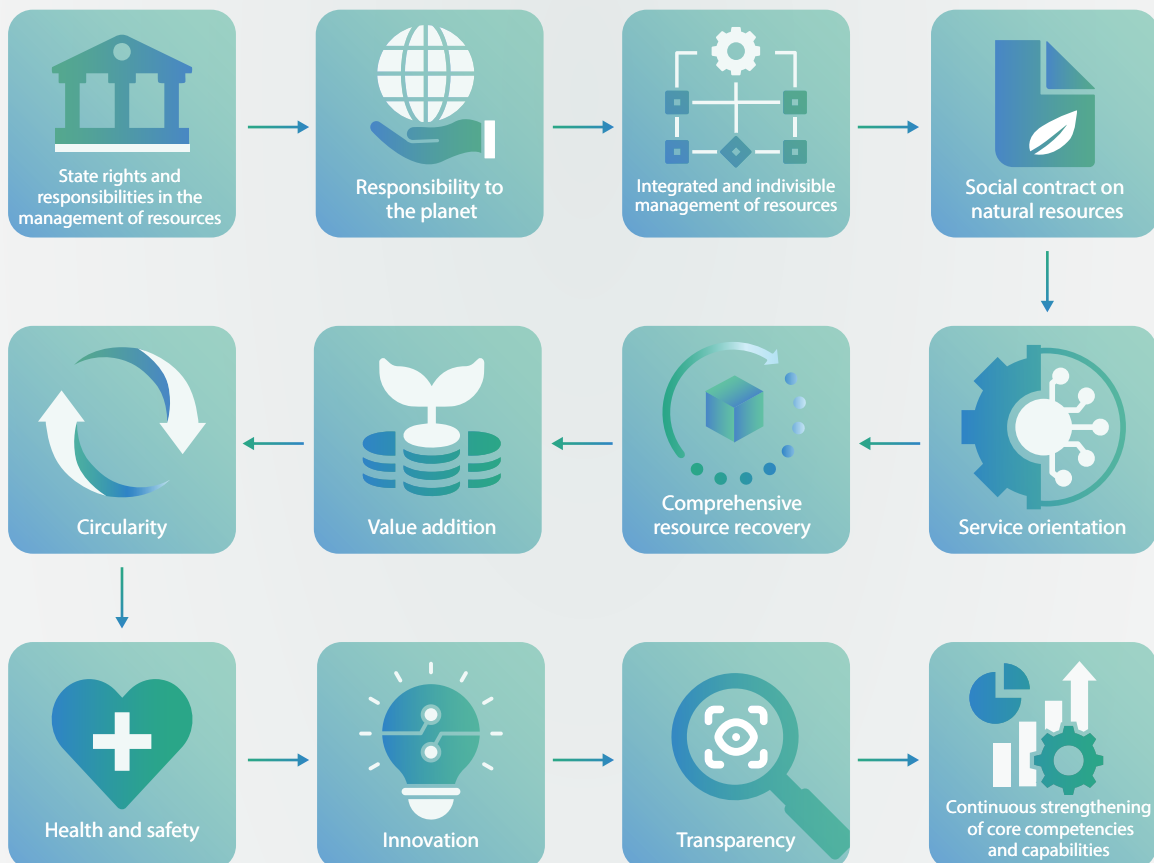 State rights and
responsibilities in the
management of resources
Responsibility to
the planet
Integrated and indivisible
management of resources
Social contract on
natural resources
Service orientation
Comprehensive
resource recovery
Value addition
Circularity
Health and safety
Innovation
Transparency
Continuous strengthening
of core competencies
and capabilities